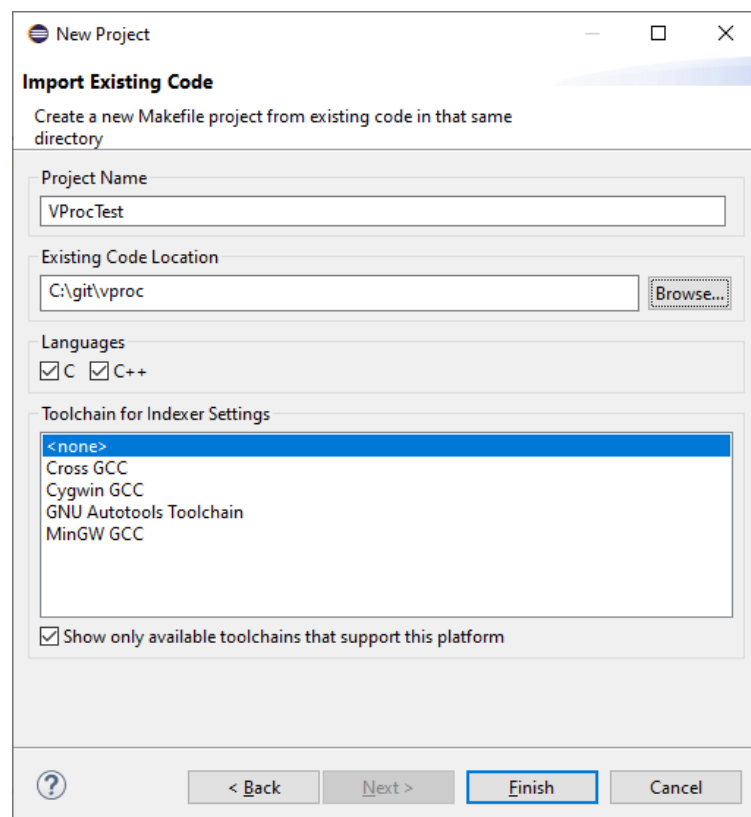 New Project
Import Existing Code
Create a new Makefile project from existing code in that same
directory
Project Name
VProcTest
Existing Code Location
C:\git\vproc
Browse...
Languages
C C++
Toolchain for Indexer Settings
<none>
Cross GCC
Cygwin GCC
GNU Autotools Toolchain
MinGW GCC
Show only available toolchains that support this platform
? < Back Next > Finish Cancel